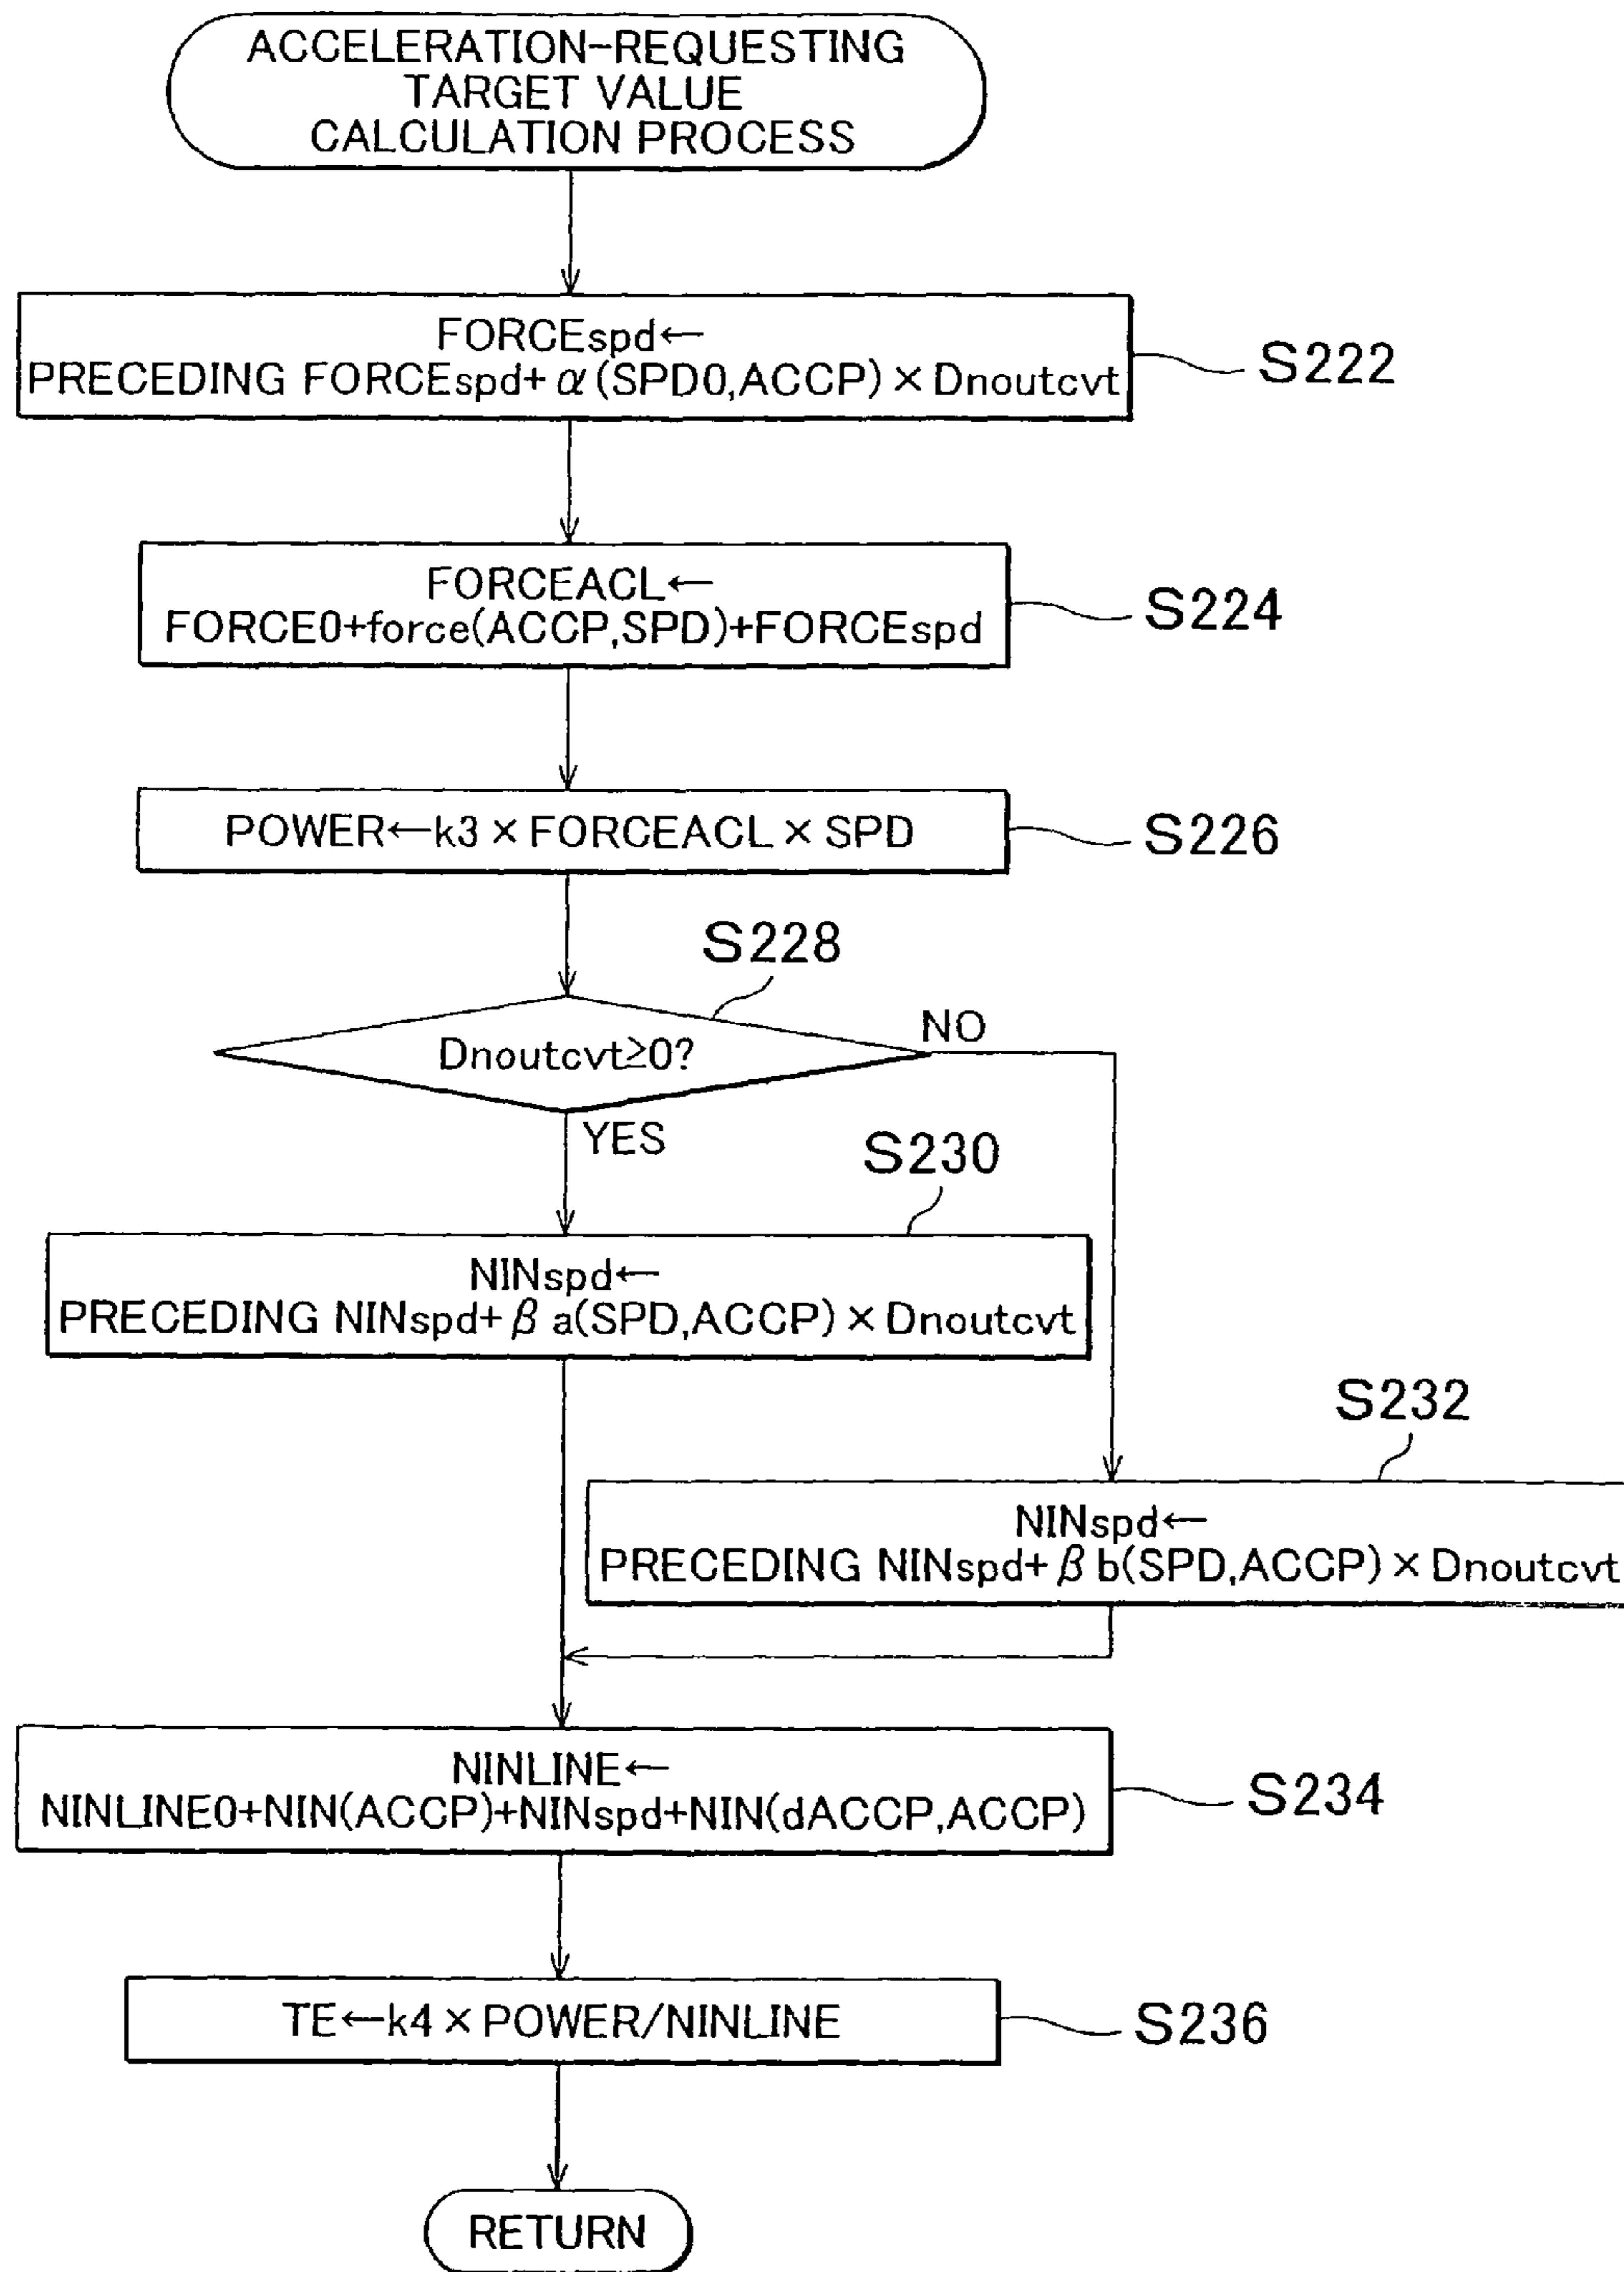 ACCELERATION-REQUESTING
TARGET VALUE
CALCULATION PROCESS
FORCEspd←
PRECEDING FORCEspd+α(SPD0,ACCP)×Dnoutcvt
S222
FORCEACL←
FORCE0+force(ACCP,SPD)+FORCEspd
S224
POWER←k3×FORCEACL×SPD
S226
S228
Dnoutcvt≥0?
NO
YES
S230
NINspd←
PRECEDING NINspd+βa(SPD,ACCP)×Dnoutcvt
S232
NINspd←
PRECEDING NINspd+βb(SPD,ACCP)×Dnoutcvt
NINLINE←
NINLINE0+NIN(ACCP)+NINspd+NIN(dACCP,ACCP)
S234
TE←k4×POWER/NINLINE
S236
RETURN